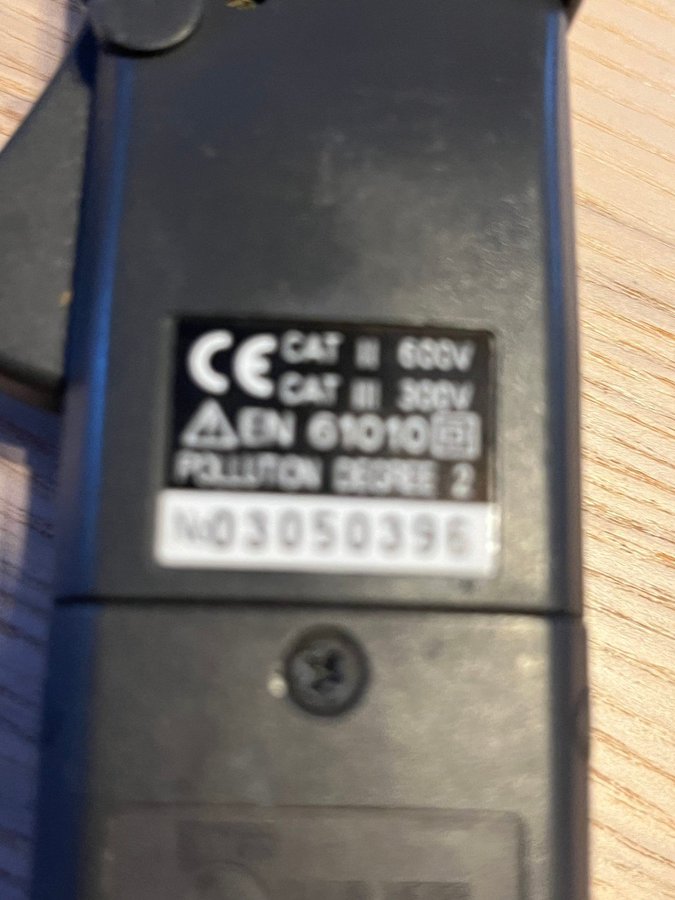 CE CAT II 600V
CAT III 300V
EN 61010
POLLUTION DEGREE 2
No03050396